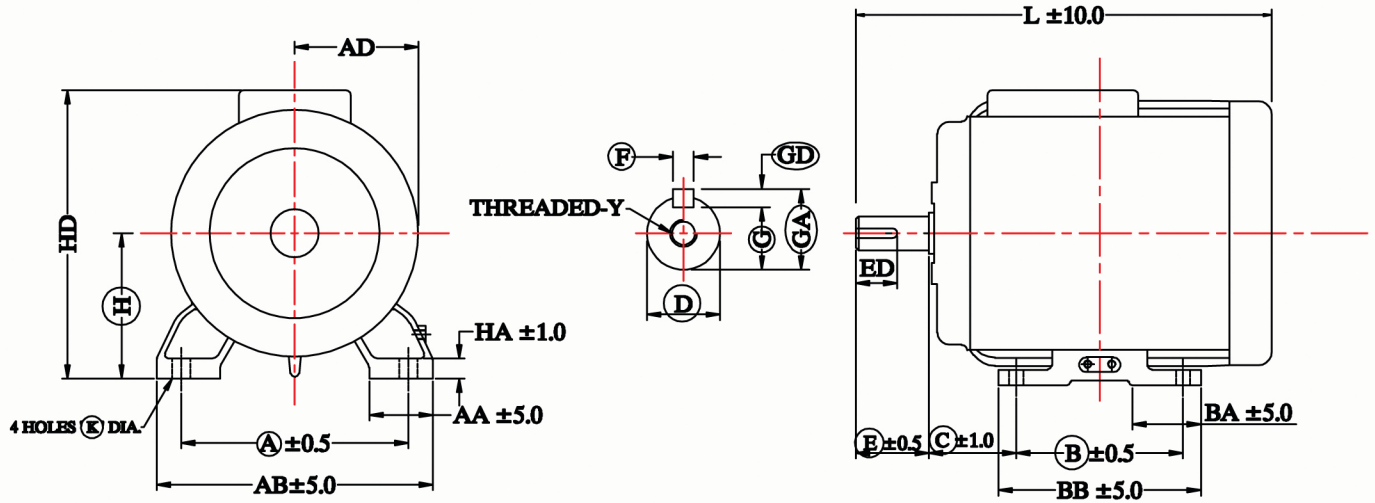 L ±10.0
AD
HD
H
HA ±1.0
AA ±5.0
4 HOLES K DIA.
A ±0.5
AB±5.0
F
GD
THREADED-Y
G
GA
D
ED
E ±0.5
C ±1.0
B ±0.5
BA ±5.0
BB ±5.0